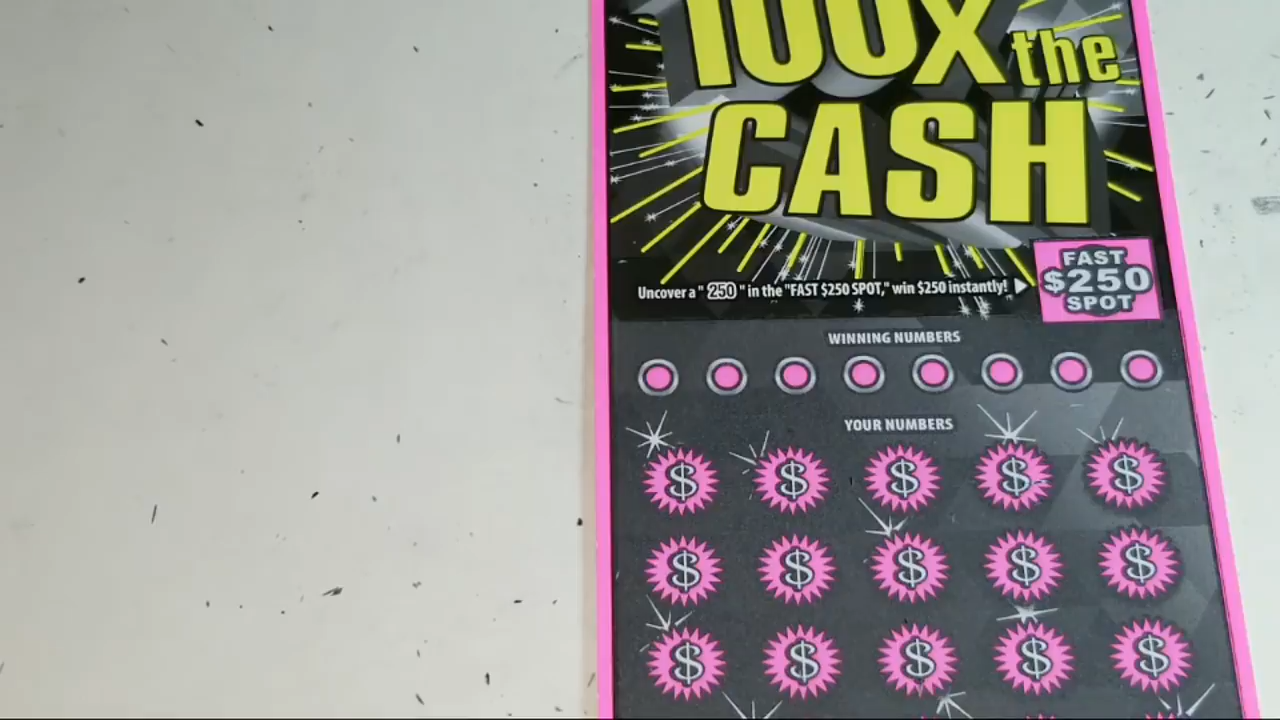 100X the
CASH
FAST
$250
SPOT
Uncover a "250" in the "FAST $250 SPOT," win $250 instantly!
WINNING NUMBERS
YOUR NUMBERS
$ $ $ $ $
$ $ $ $ $
$ $ $ $ $